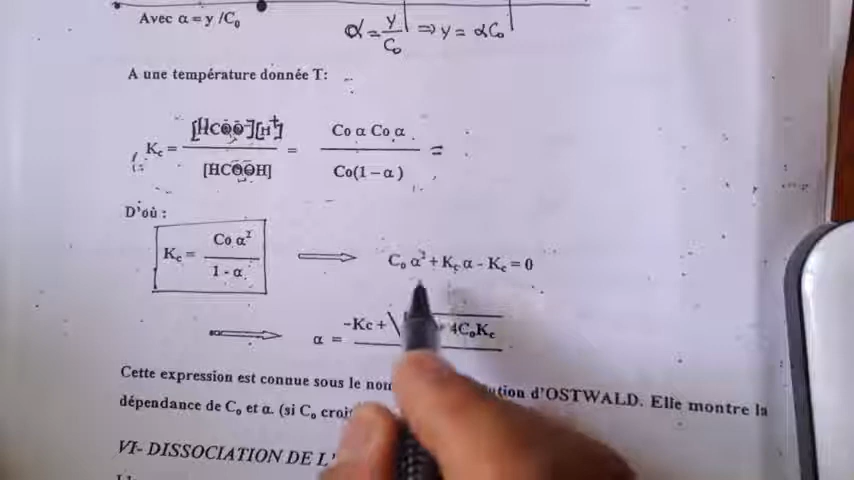 Avec α = y /C₀
α = y/C₀ ⇒ y = αC₀
A une température donnée T:
Kc = [HCOO⁻][H⁺] / [HCOOH] = Co α Co α / Co(1 – α) =
D'où :
Kc = Co α² / 1 - α ⟹ C₀ α² + Kc α - Kc = 0
⟹ α = -Kc + √ 4C₀Kc
Cette expression est connue sous le d'OSTWALD. Elle montre la
dépendance de C₀ et α. (si C₀
VI- DISSOCIATION DE L'